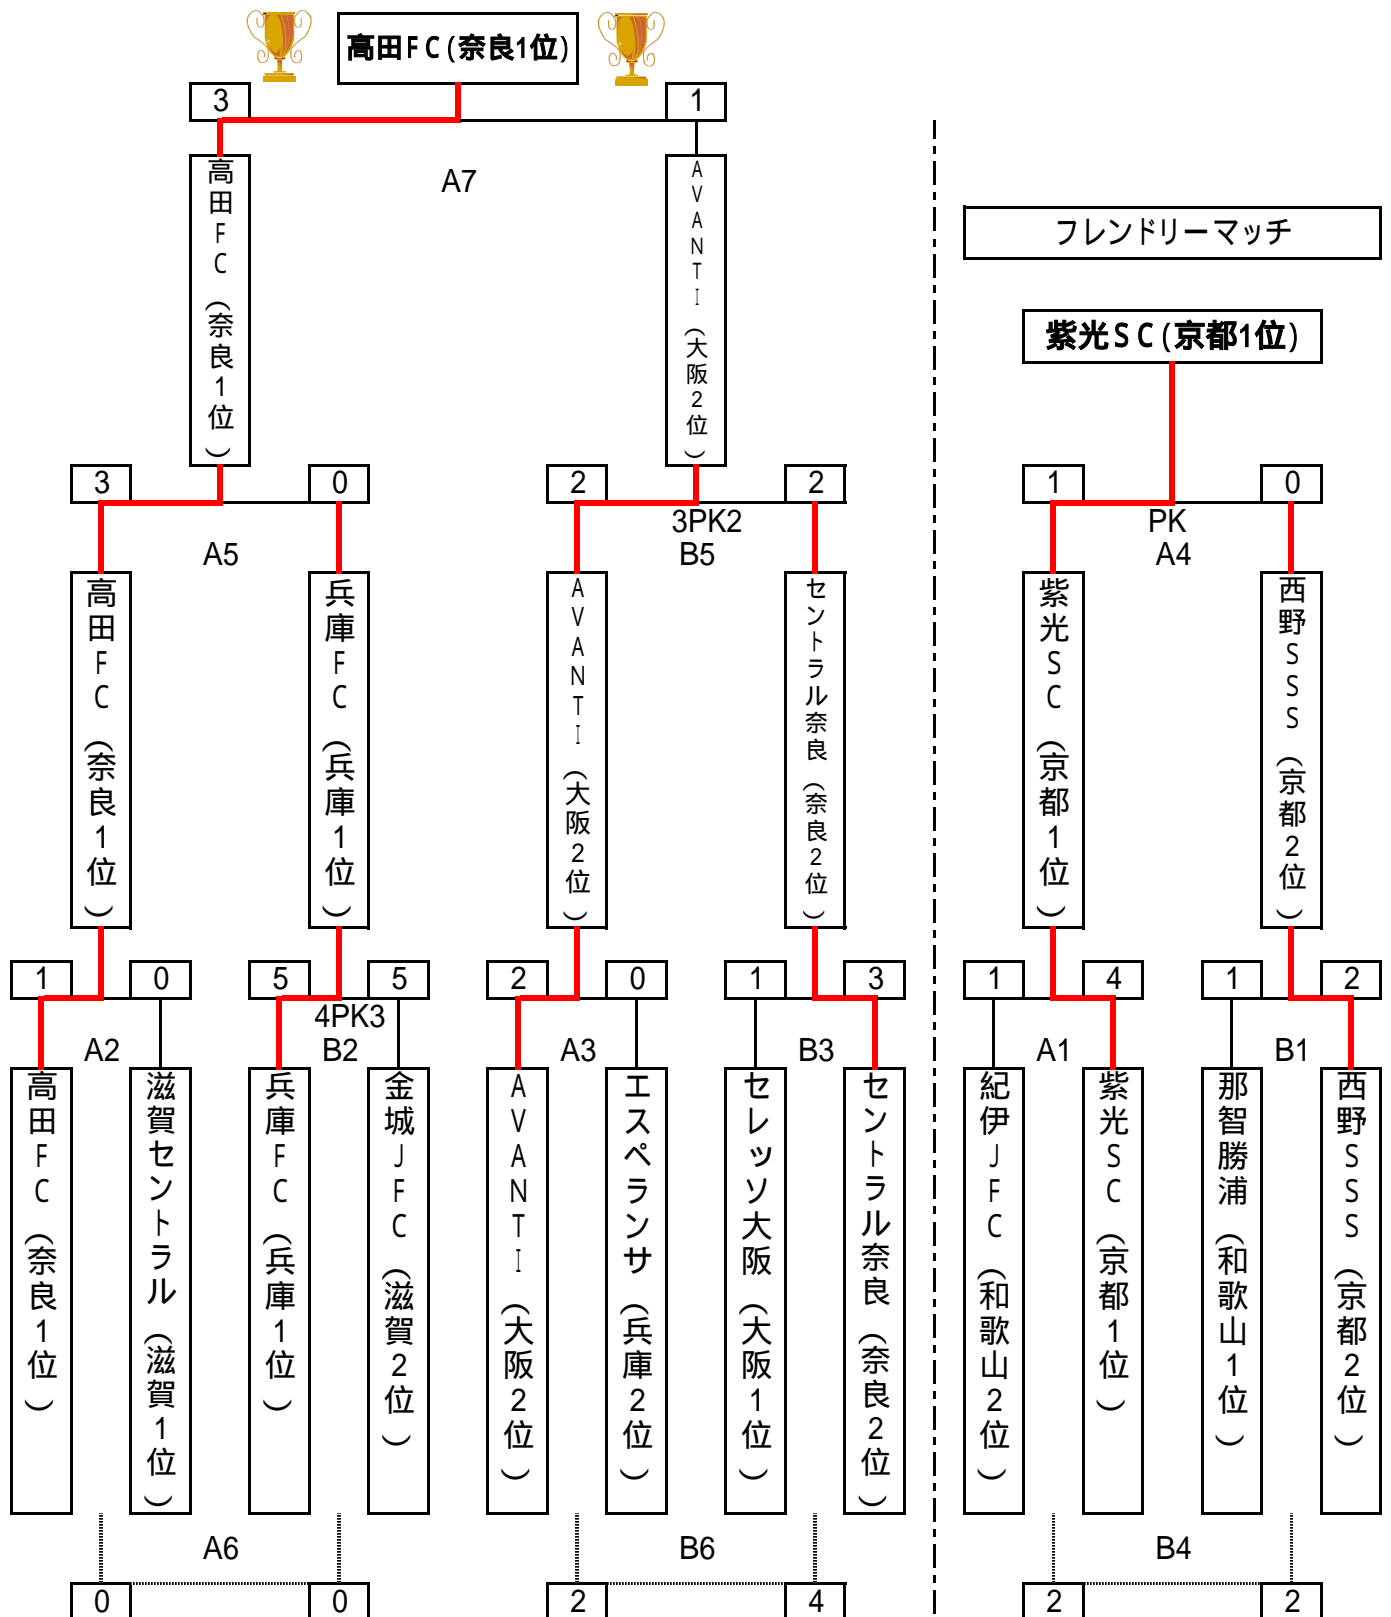 高田FC(奈良1位)
3
1
高田FC(奈良1位)
A7
AVANTI(大阪2位)
フレンドリーマッチ
紫光SC(京都1位)
3
0
2
2
1
0
3PK2
PK
A5
B5
A4
高田FC(奈良1位)
兵庫FC(兵庫1位)
AVANTI(大阪2位)
セントラル奈良(奈良2位)
紫光SC(京都1位)
西野SSS(京都2位)
1
0
5
5
2
0
1
3
1
4
1
2
4PK3
A2
B2
A3
B3
A1
B1
高田FC(奈良1位)
滋賀セントラル(滋賀1位)
兵庫FC(兵庫1位)
金城JFC(滋賀2位)
AVANTI(大阪2位)
エスペランサ(兵庫2位)
セレッソ大阪(大阪1位)
セントラル奈良(奈良2位)
紀伊JFC(和歌山2位)
紫光SC(京都1位)
那智勝浦(和歌山1位)
西野SSS(京都2位)
A6
B6
B4
0
0
2
4
2
2